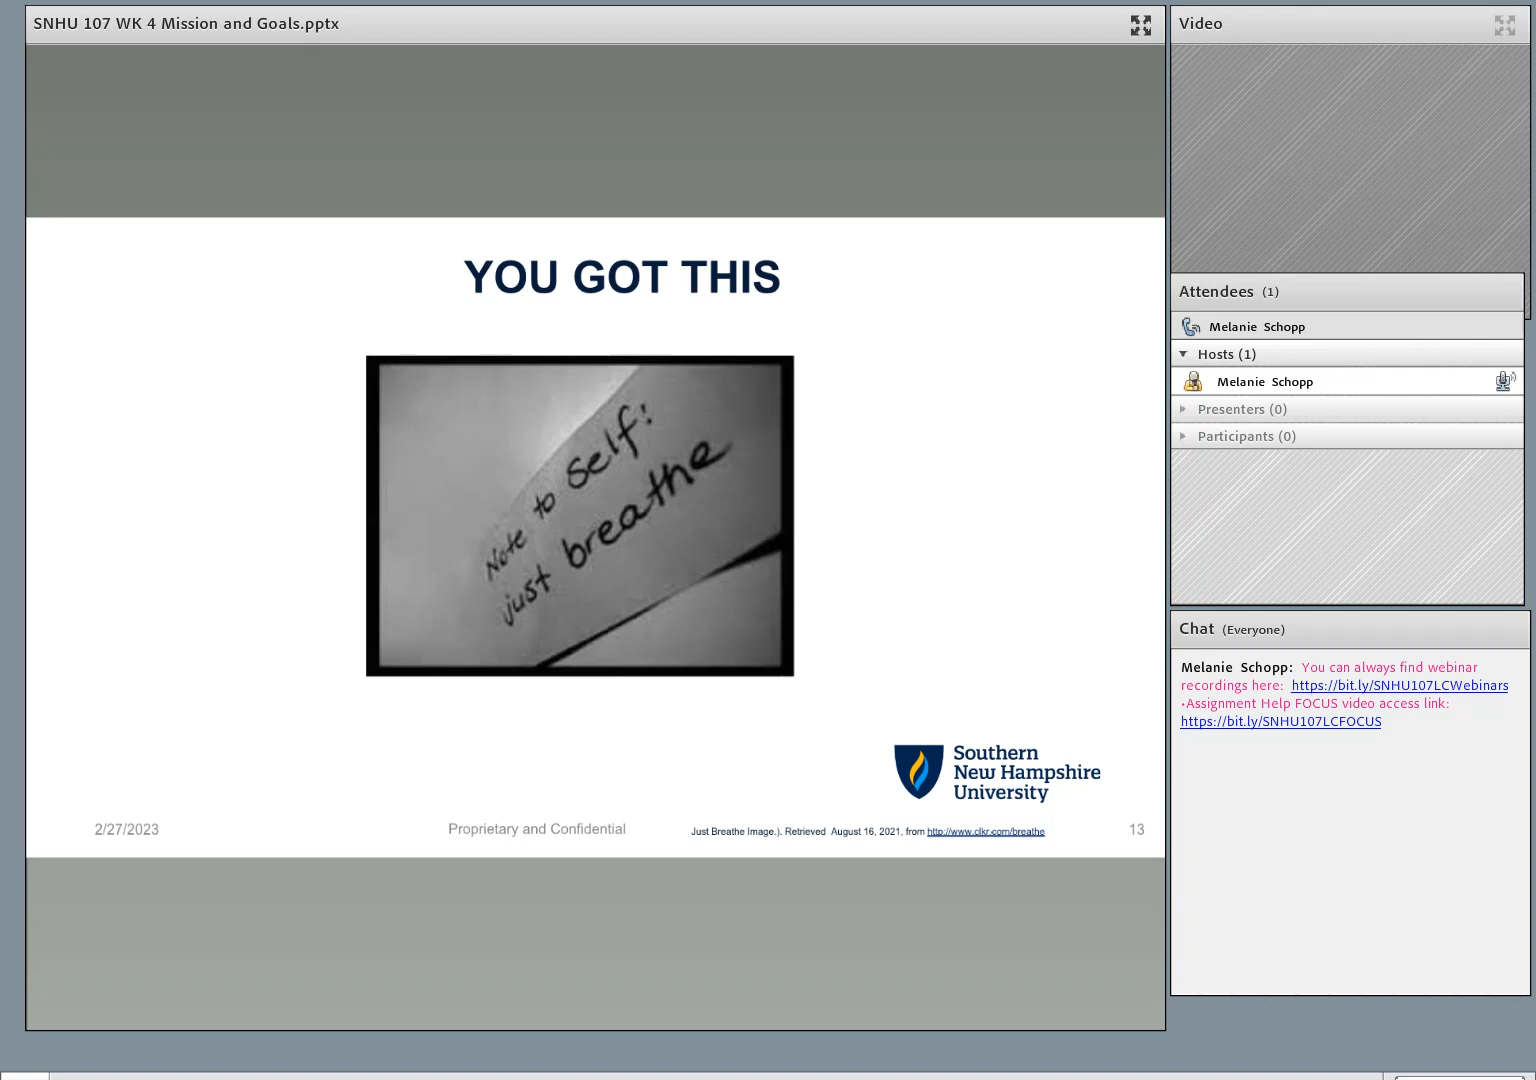 SNHU 107 WK 4 Mission and Goals.pptx
YOU GOT THIS
Note to self:
just breathe
Southern
New Hampshire
University
2/27/2023
Proprietary and Confidential
Just Breathe Image.). Retrieved  August 16, 2021, from http://www.clkr.com/breathe
13
Video
Attendees (1)
Melanie Schopp
Hosts (1)
Melanie Schopp
Presenters (0)
Participants (0)
Chat (Everyone)
Melanie Schopp: You can always find webinar
recordings here: https://bit.ly/SNHU107LCWebinars
•Assignment Help FOCUS video access link:
https://bit.ly/SNHU107LCFOCUS